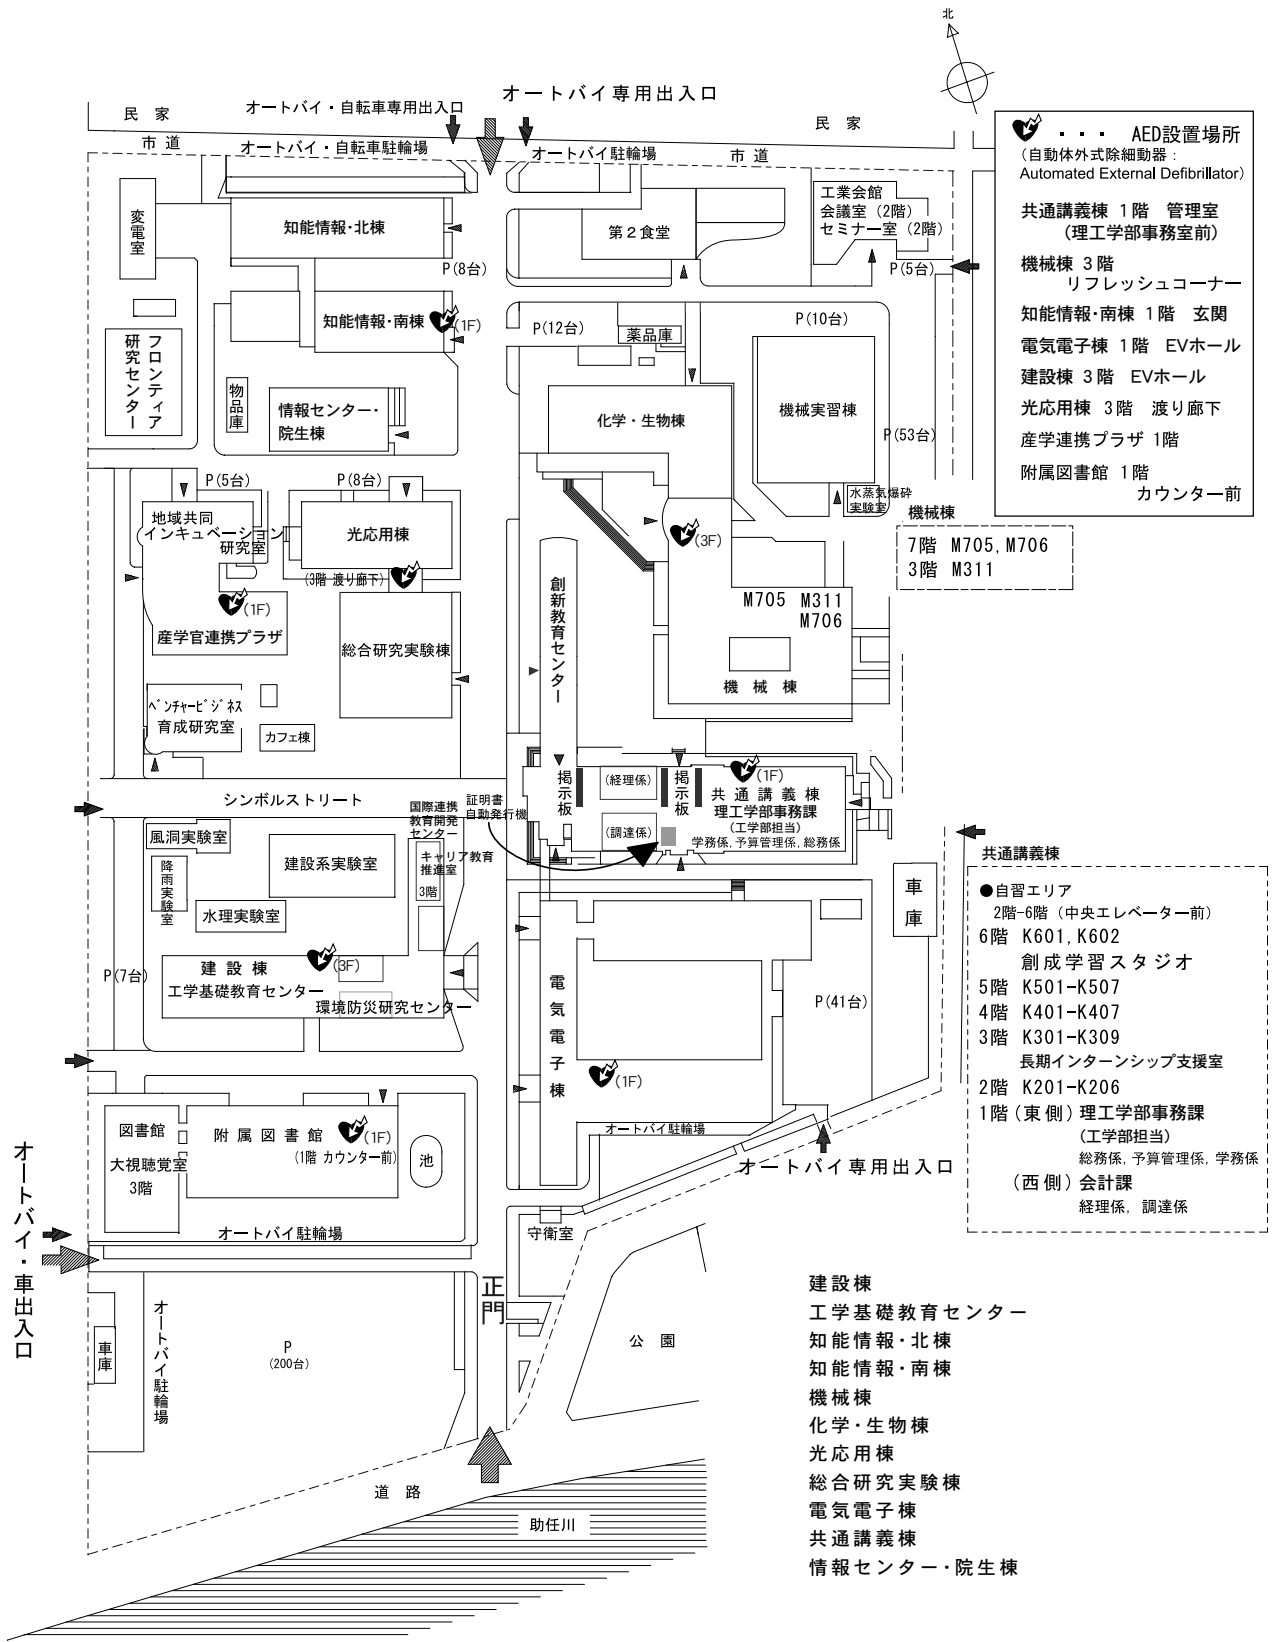 北
オートバイ専用出入口
オートバイ・自転車専用出入口
民 家
民 家
市 道
オートバイ・自転車駐輪場
オートバイ駐輪場
市 道
・・・ AED設置場所
(自動体外式除細動器:
Automated External Defibrillator)
共通講義棟 1階 管理室
(理工学部事務室前)
機械棟 3階
リフレッシュコーナー
知能情報・南棟 1階 玄関
電気電子棟 1階 EVホール
建設棟 3階 EVホール
光応用棟 3階 渡り廊下
産学連携プラザ 1階
附属図書館 1階
カウンター前
変電室
知能情報・北棟
P(8台)
第2食堂
工業会館
会議室(2階)
セミナー室(2階)
P(5台)
知能情報・南棟
(1F)
P(12台)
薬品庫
P(10台)
フロンティア
研究センター
物品庫
情報センター・
院生棟
化学・生物棟
機械実習棟
P(53台)
水蒸気爆砕
実験室
P(5台)
P(8台)
地域共同
インキュベーション
研究室
光応用棟
(3階 渡り廊下)
(3F)
機械棟
7階 M705,M706
3階 M311
(1F)
産学官連携プラザ
総合研究実験棟
創新教育センター
M705 M311
M706
機 械 棟
ベンチャービジネス
育成研究室
カフェ棟
シンボルストリート
国際連携
教育開発
センター
証明書
自動発行機
掲示板
(経理係)
掲示板
(1F)
共通講義棟
理工学部事務課
(工学部担当)
学務係,予算管理係,総務係
(調達係)
風洞実験室
降雨実験室
建設系実験室
水理実験室
キャリア教育
推進室
3階
車庫
共通講義棟
●自習エリア
2階-6階(中央エレベーター前)
6階 K601,K602
創成学習スタジオ
5階 K501-K507
4階 K401-K407
3階 K301-K309
長期インターンシップ支援室
2階 K201-K206
1階(東側)理工学部事務課
(工学部担当)
総務係,予算管理係,学務係
(西側)会計課
経理係, 調達係
P(7台)
建設棟
(3F)
工学基礎教育センター
環境防災研究センター
電気電子棟
P(41台)
(1F)
図書館
大視聴覚室
3階
附属図書館
(1F)
(1階 カウンター前)
池
オートバイ駐輪場
オートバイ専用出入口
オートバイ・車出入口
オートバイ駐輪場
守衛室
正門
車庫
オートバイ駐輪場
P
(200台)
公 園
道 路
助任川
建設棟
工学基礎教育センター
知能情報・北棟
知能情報・南棟
機械棟
化学・生物棟
光応用棟
総合研究実験棟
電気電子棟
共通講義棟
情報センター・院生棟